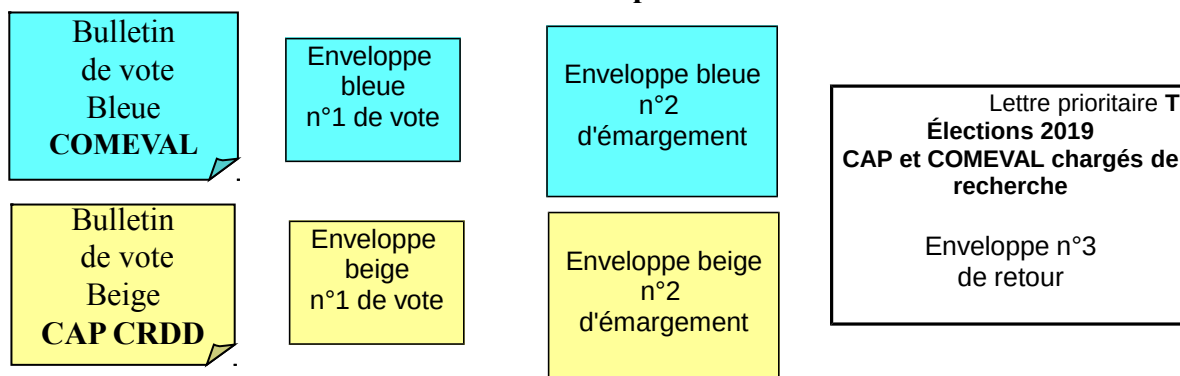 Bulletin
de vote
Bleue
COMEVAL
Enveloppe
bleue
n°1 de vote
Enveloppe bleue
n°2
d'émargement
Lettre prioritaire T
Élections 2019
CAP et COMEVAL chargés de
recherche
Enveloppe n°3
de retour
Bulletin
de vote
Beige
CAP CRDD
Enveloppe
beige
n°1 de vote
Enveloppe beige
n°2
d'émargement